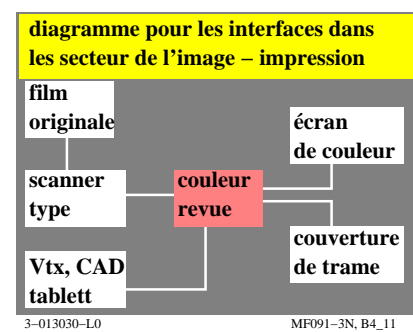 diagramme pour les interfaces dans
les secteur de l'image − impression
film
originale
écran
de couleur
scanner
type
couleur
revue
couverture
de trame
Vtx, CAD
tablett
3−013030−L0
MF091−3N, B4_11